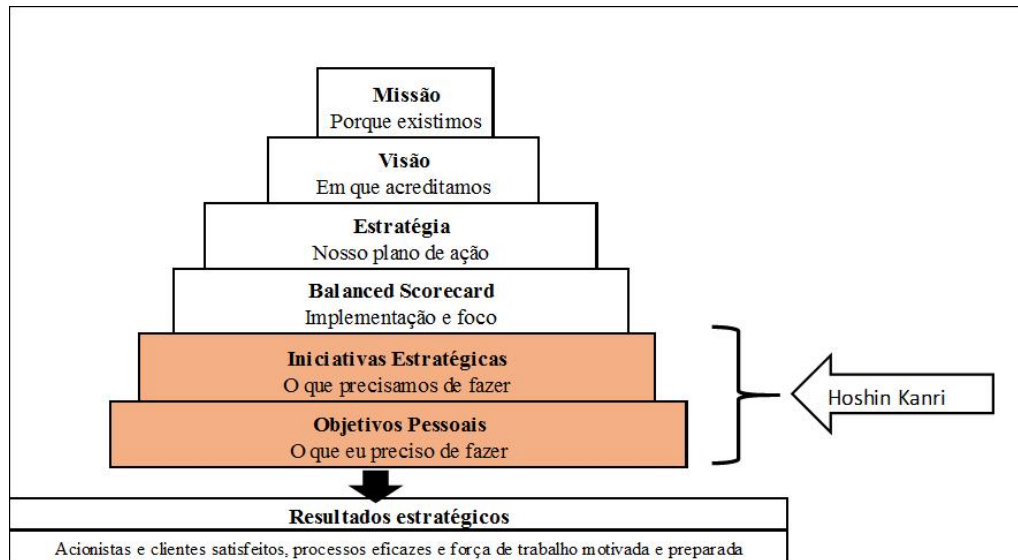 Missão
Porque existimos
Visão
Em que acreditamos
Estratégia
Nosso plano de ação
Balanced Scorecard
Implementação e foco
Iniciativas Estratégicas
O que precisamos de fazer
Objetivos Pessoais
O que eu preciso de fazer
Hoshin Kanri
Resultados estratégicos
Acionistas e clientes satisfeitos, processos eficazes e força de trabalho motivada e preparada